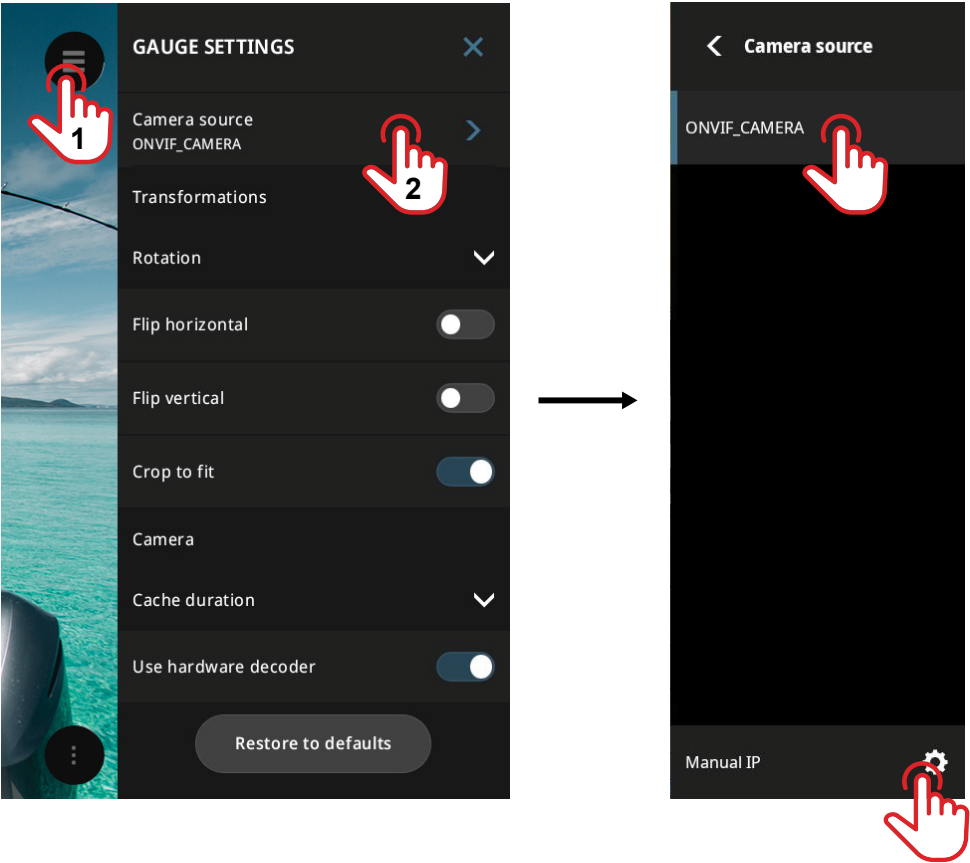 1
GAUGE SETTINGS
Camera source
ONVIF_CAMERA
2
Transformations
Rotation
Flip horizontal
Flip vertical
Crop to fit
Camera
Cache duration
Use hardware decoder
Restore to defaults
Camera source
ONVIF_CAMERA
Manual IP